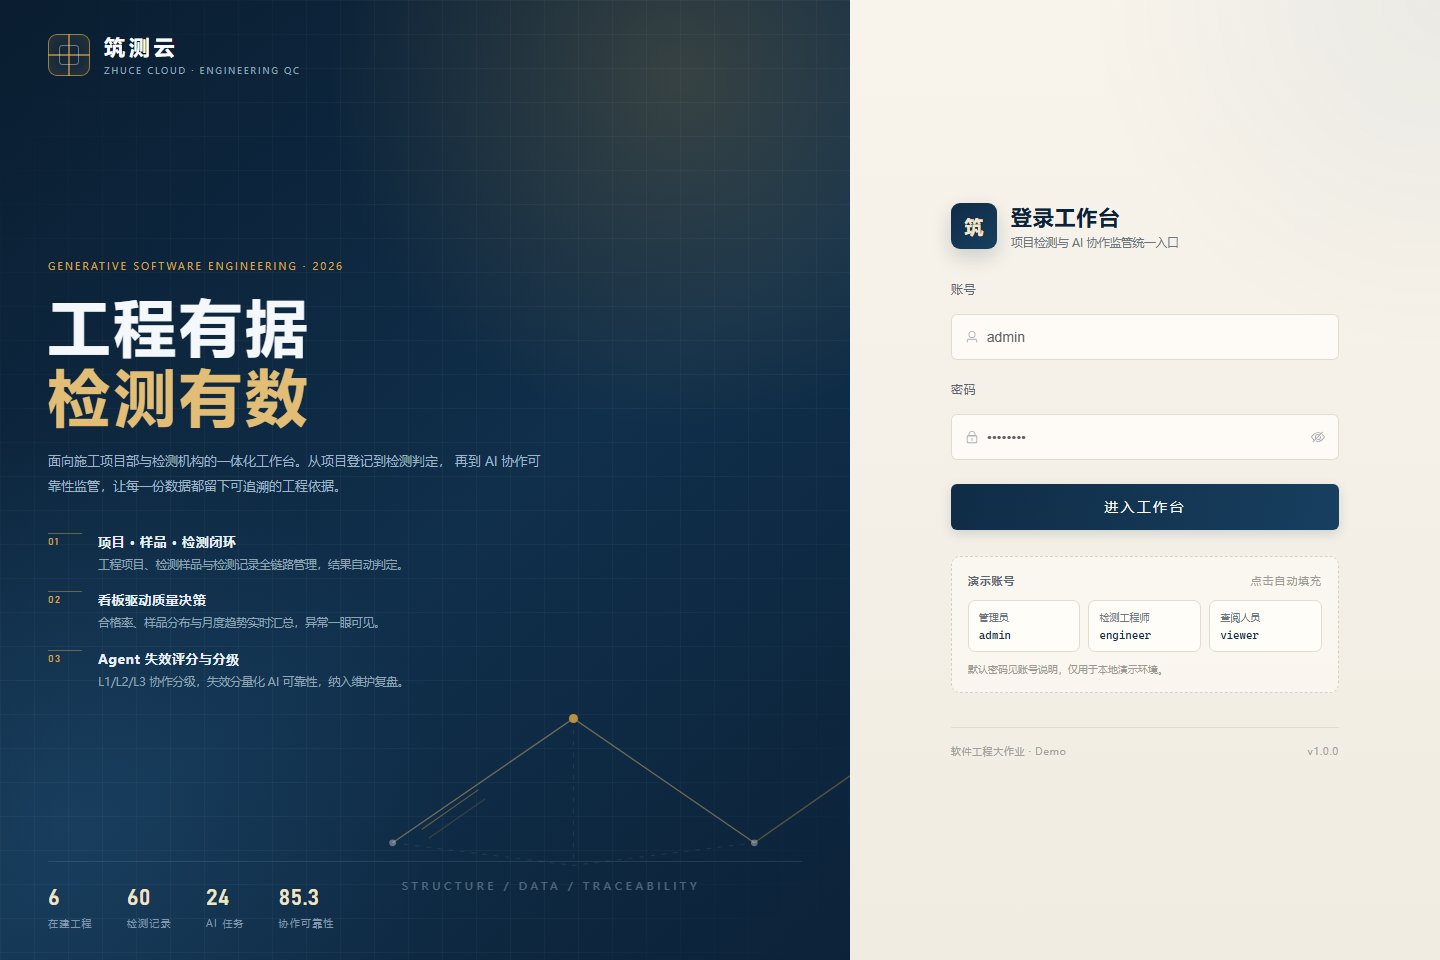 筑测云
ZHUCE CLOUD · ENGINEERING QC
GENERATIVE SOFTWARE ENGINEERING · 2026
工程有据
检测有数
面向施工项目部与检测机构的一体化工作台。从项目登记到检测判定， 再到 AI 协作可
靠性监管，让每一份数据都留下可追溯的工程依据。
01
项目 · 样品 · 检测闭环
工程项目、检测样品与检测记录全链路管理，结果自动判定。
02
看板驱动质量决策
合格率、样品分布与月度趋势实时汇总，异常一眼可见。
03
Agent 失效评分与分级
L1/L2/L3 协作分级，失效分量化 AI 可靠性，纳入维护复盘。
STRUCTURE / DATA / TRACEABILITY
6
在建工程
60
检测记录
24
AI 任务
85.3
协作可靠性
筑
登录工作台
项目检测与 AI 协作监管统一入口
账号
admin
密码
••••••••
进入工作台
演示账号
点击自动填充
管理员
admin
检测工程师
engineer
查阅人员
viewer
默认密码见账号说明，仅用于本地演示环境。
软件工程大作业 · Demo
v1.0.0